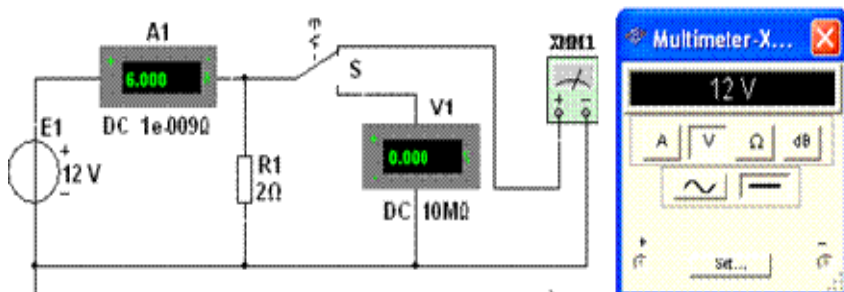 A1
6.000
DC 1e-009Ω
E1
12 V
R1
2Ω
S
V1
0.000
DC 10MΩ
XMM1
Multimeter-X...
12 V
A V Ω dB
Set...